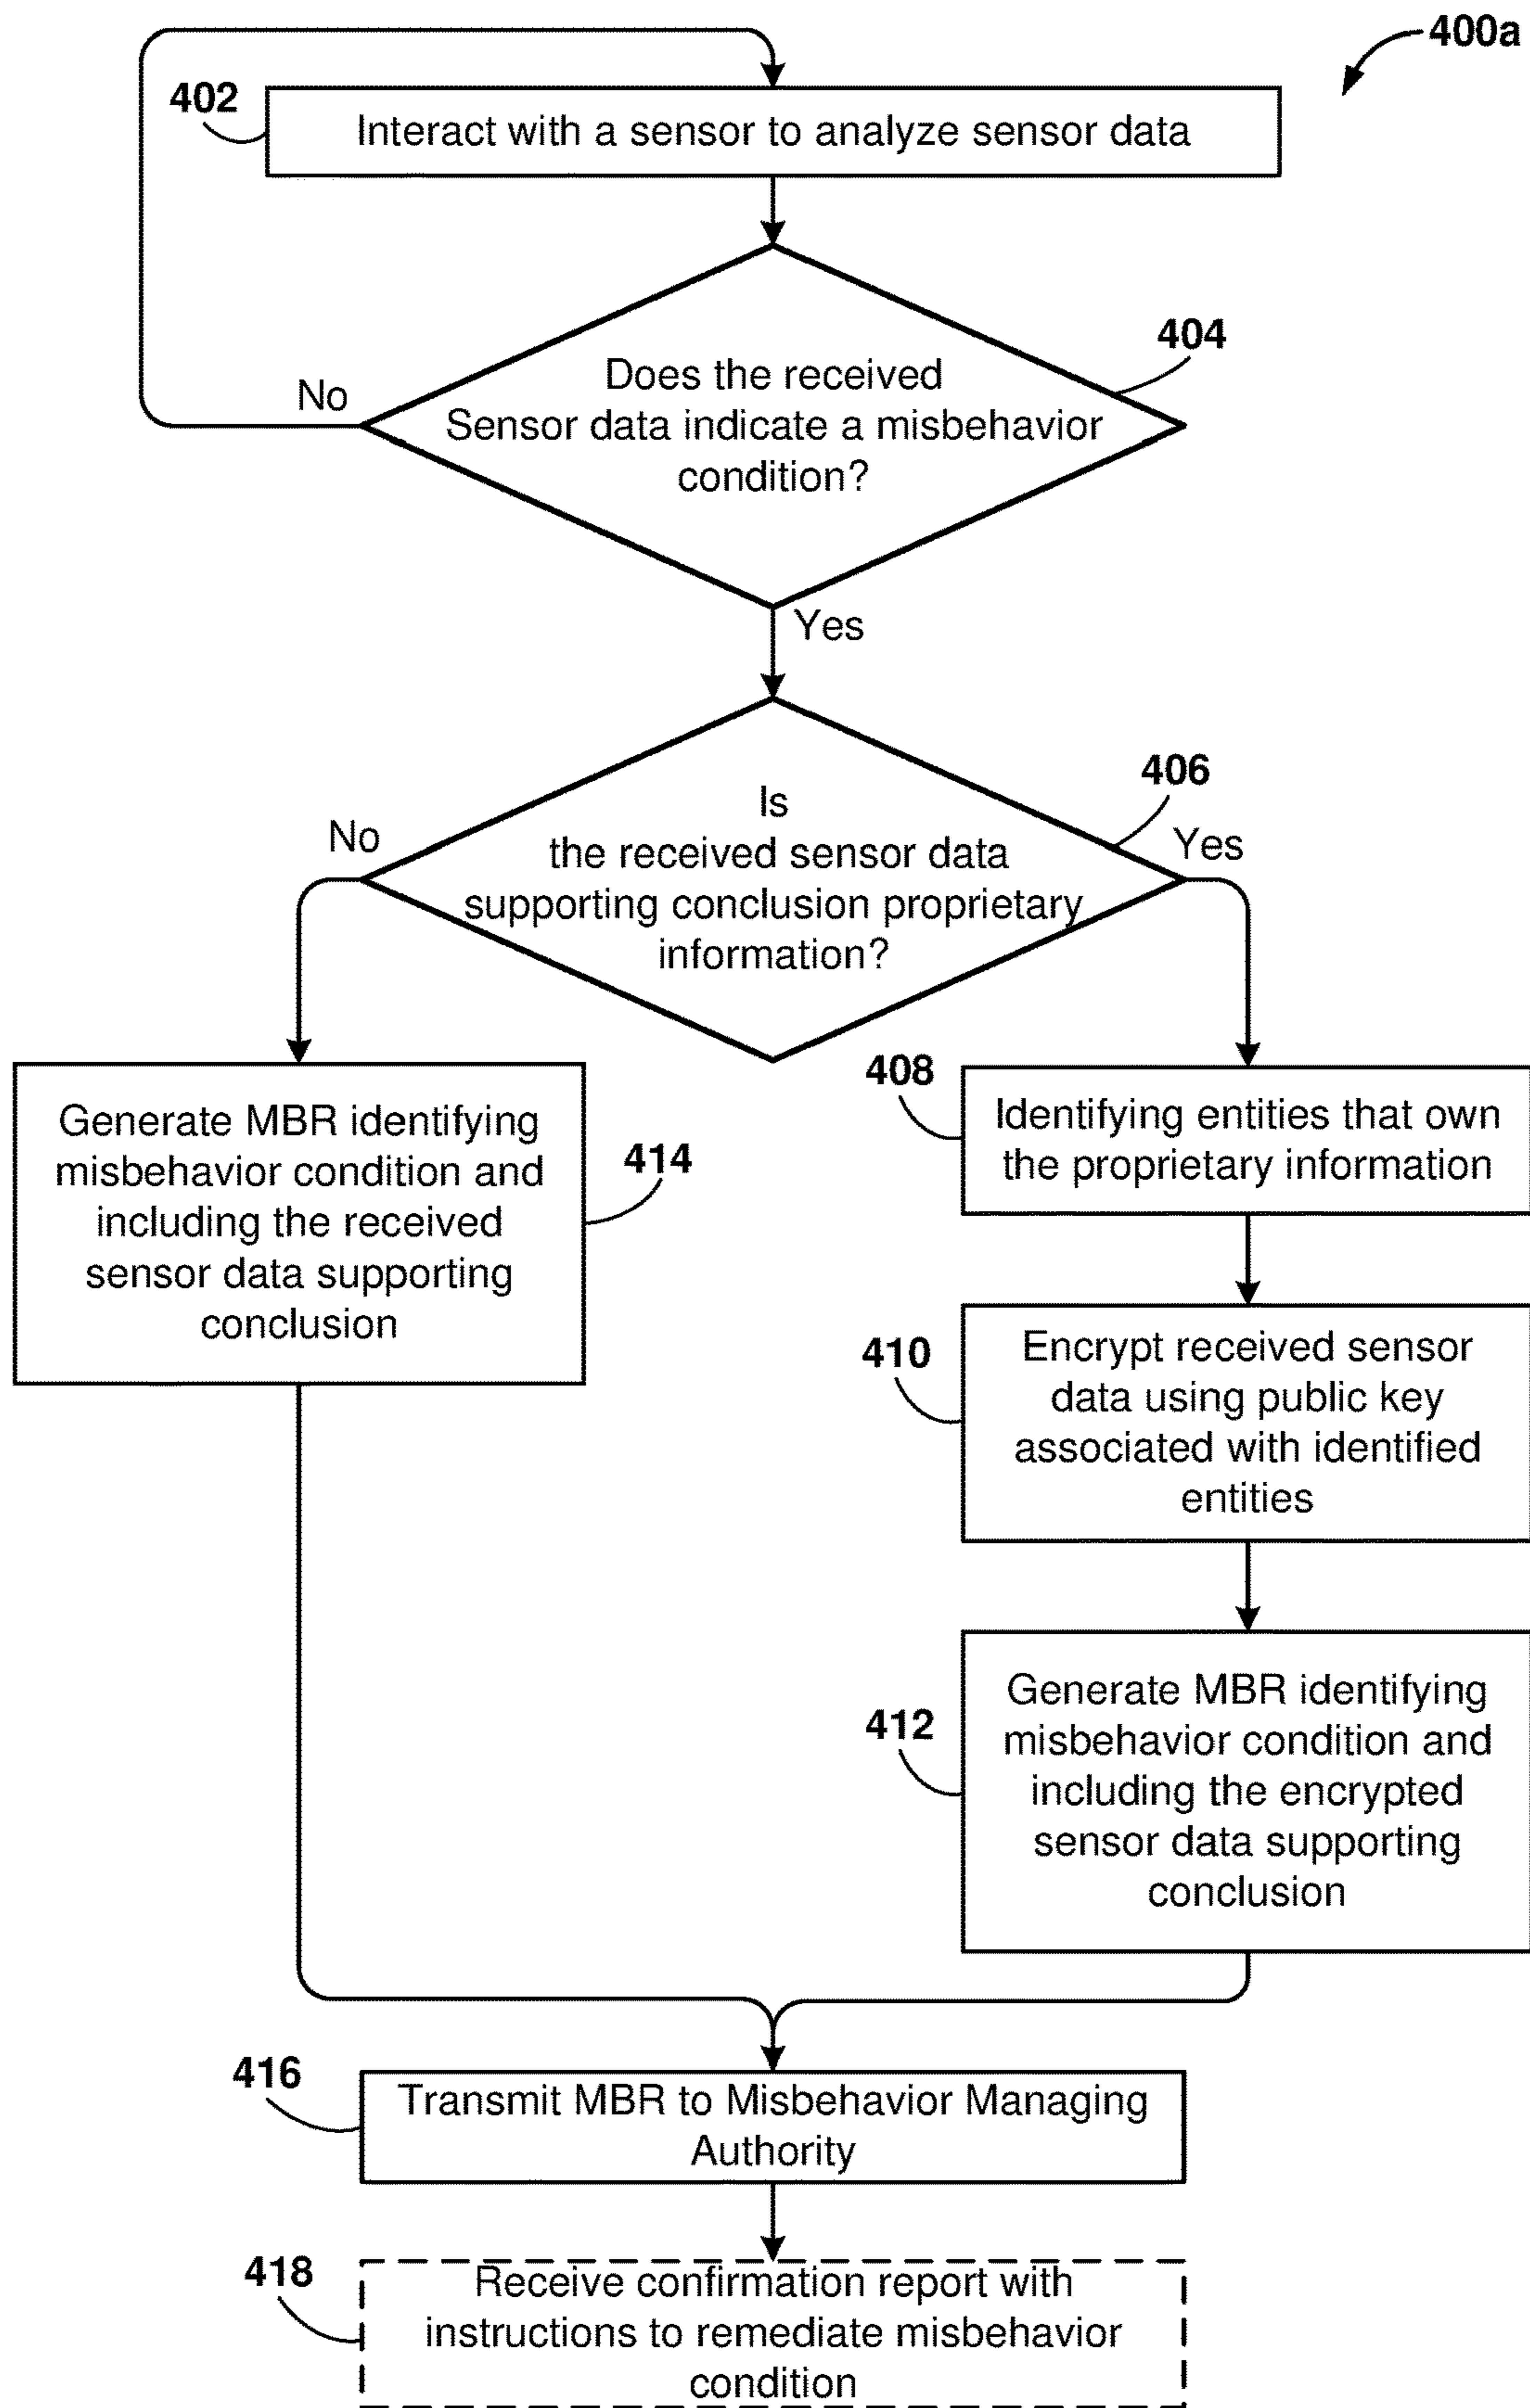 400a
402
Interact with a sensor to analyze sensor data
404
Does the received
Sensor data indicate a misbehavior
condition?
No
Yes
406
Is
the received sensor data
supporting conclusion proprietary
information?
No
Yes
408
Identifying entities that own
the proprietary information
Generate MBR identifying
misbehavior condition and
including the received
sensor data supporting
conclusion
414
410
Encrypt received sensor
data using public key
associated with identified
entities
412
Generate MBR identifying
misbehavior condition and
including the encrypted
sensor data supporting
conclusion
416
Transmit MBR to Misbehavior Managing
Authority
418
Receive confirmation report with
instructions to remediate misbehavior
condition